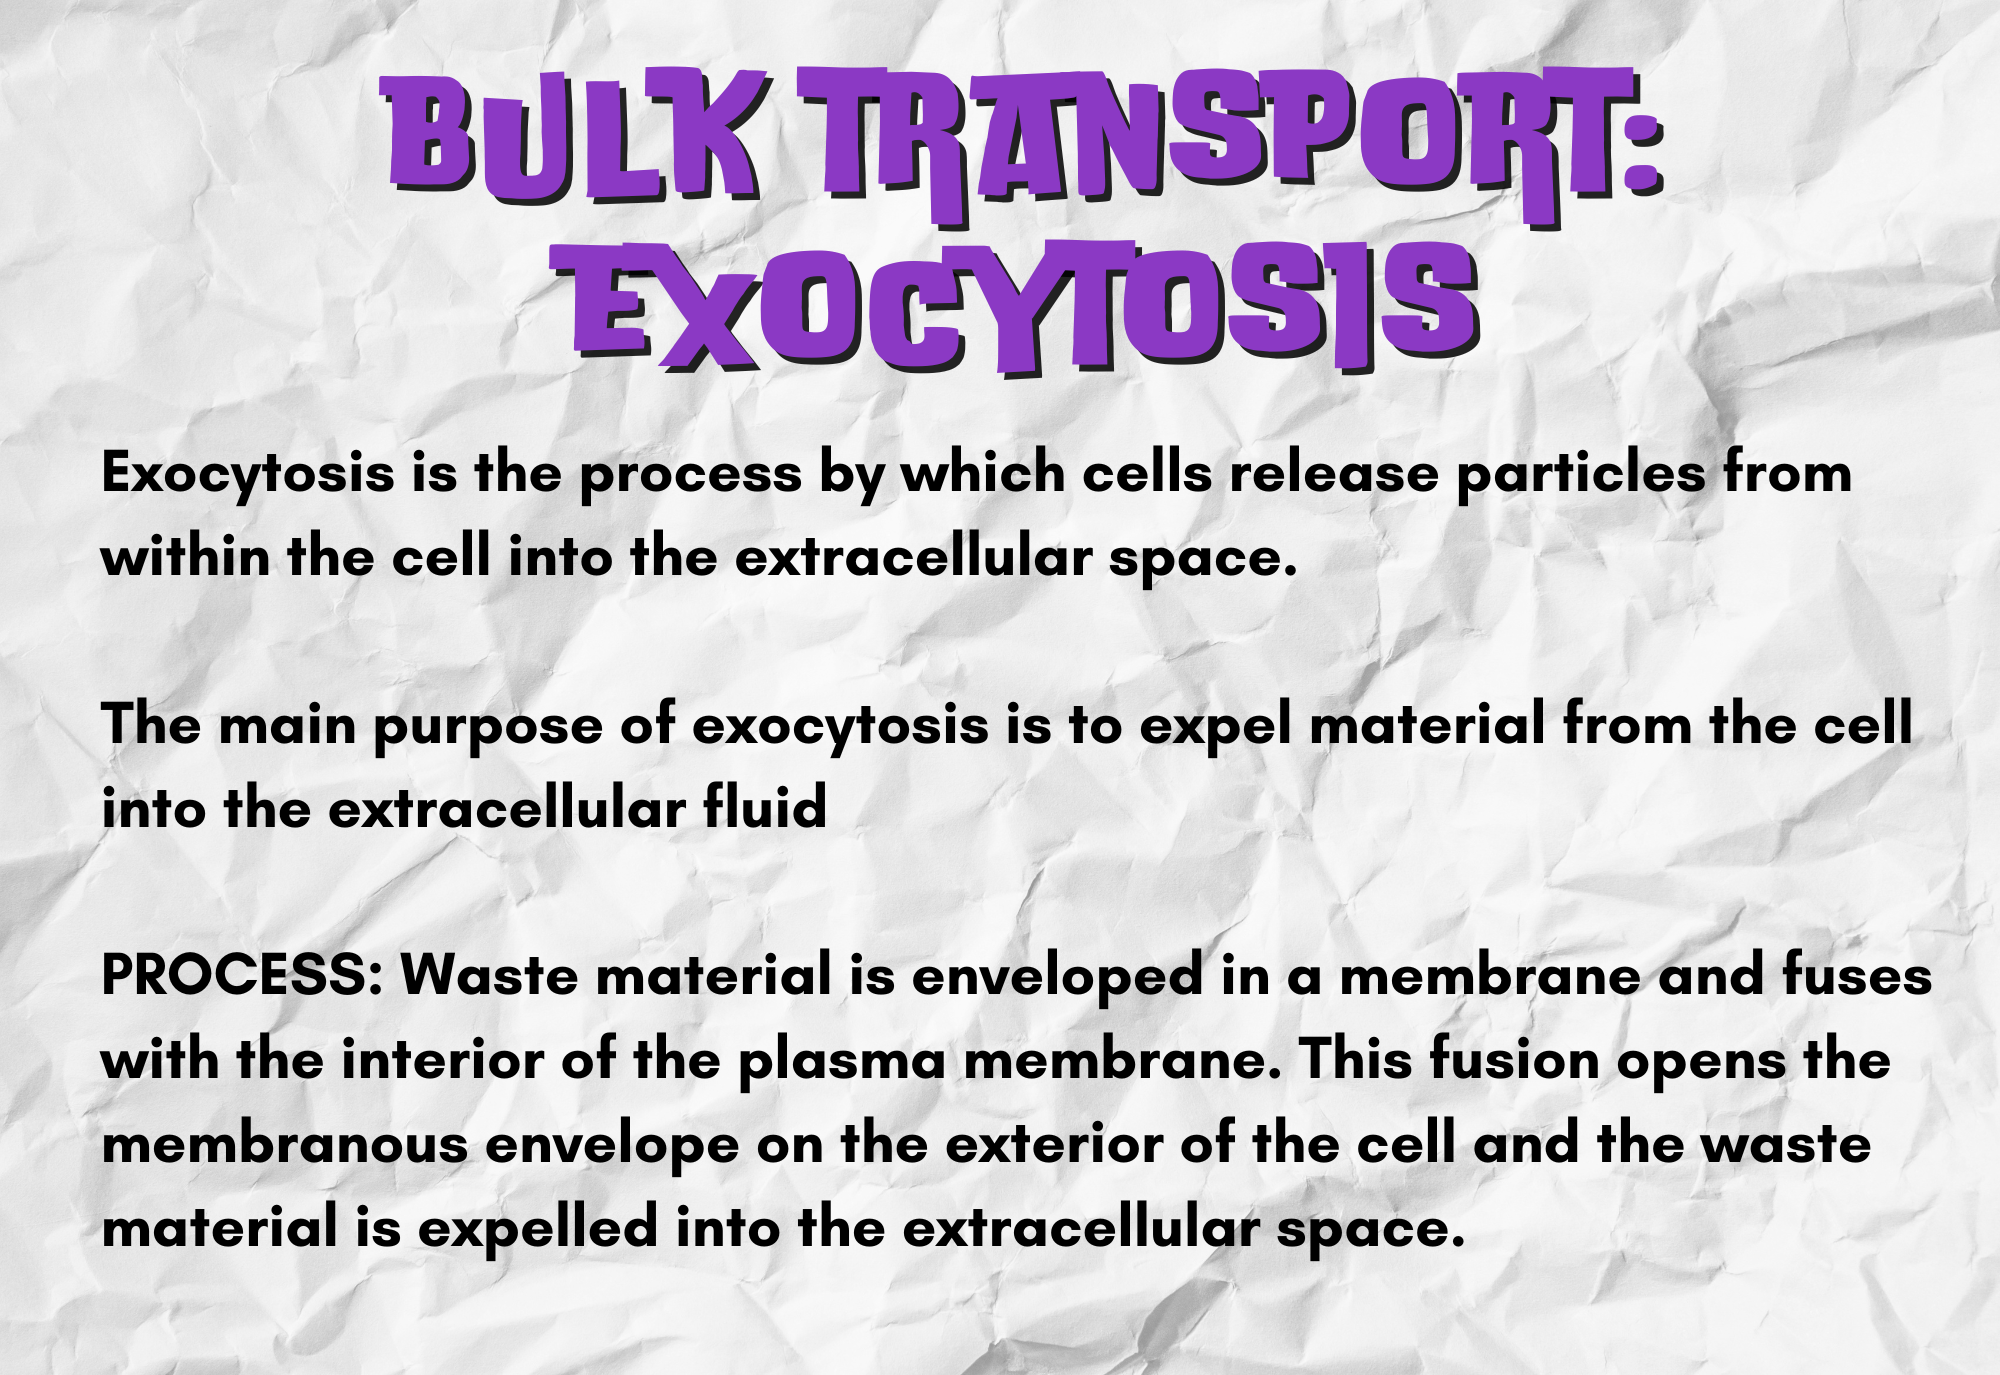 BULK TRANSPORT:
EXOCYTOSIS
Exocytosis is the process by which cells release particles from
within the cell into the extracellular space.
The main purpose of exocytosis is to expel material from the cell
into the extracellular fluid
PROCESS: Waste material is enveloped in a membrane and fuses
with the interior of the plasma membrane. This fusion opens the
membranous envelope on the exterior of the cell and the waste
material is expelled into the extracellular space.